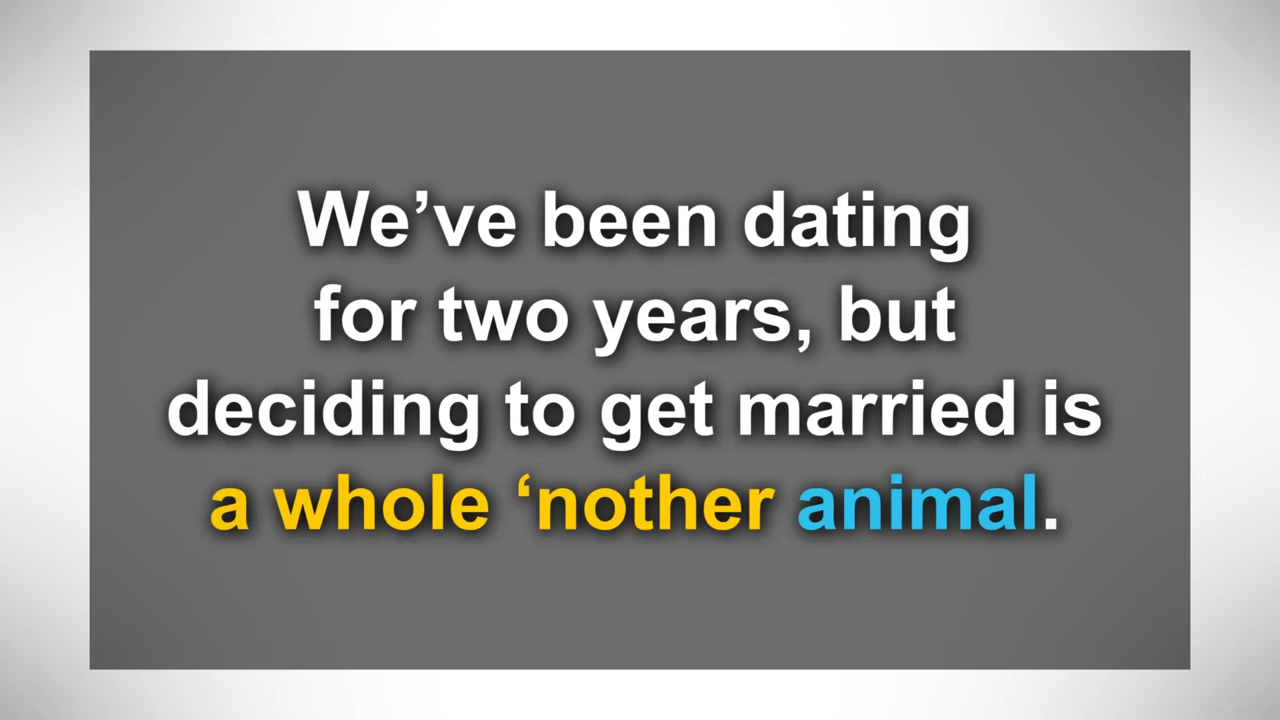 We’ve been dating
for two years, but
deciding to get married is
a whole ‘nother animal.